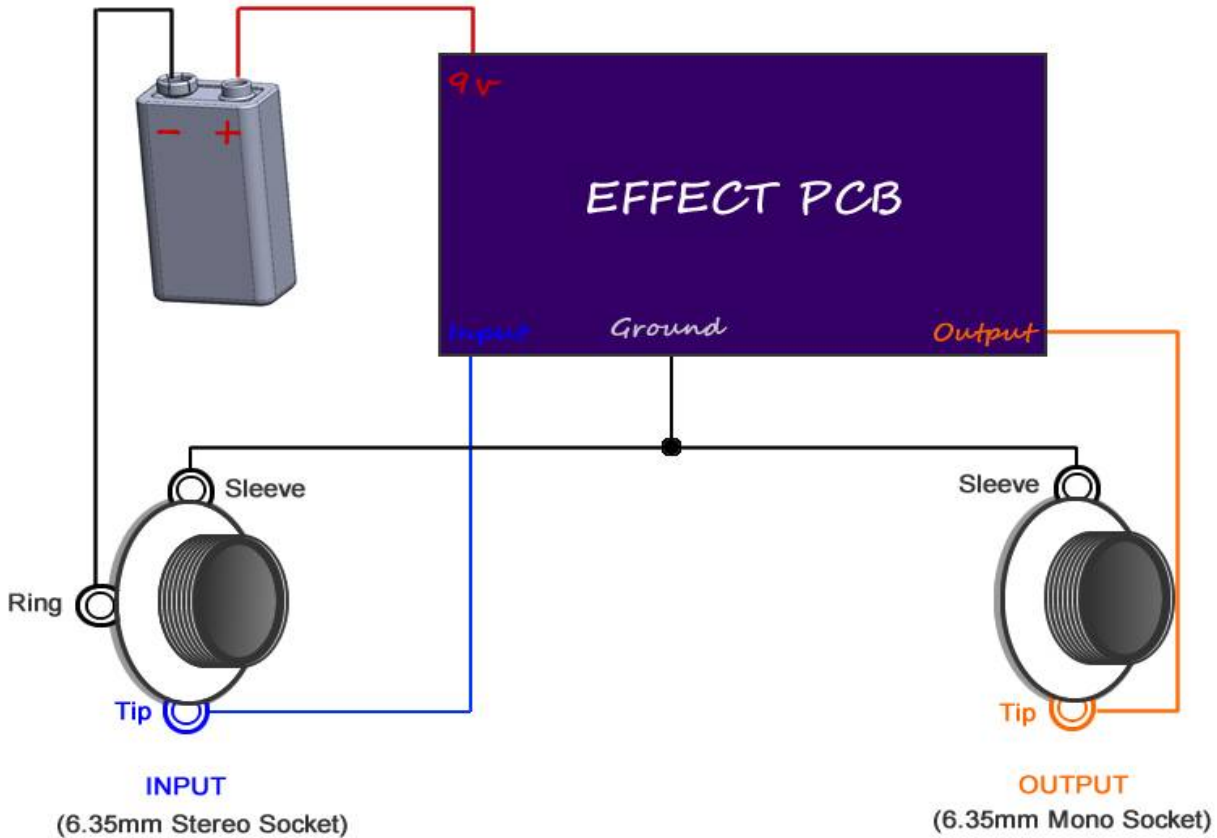 9v
- +
EFFECT PCB
Input
Ground
Output
Sleeve
Sleeve
Ring
Tip
Tip
INPUT
OUTPUT
(6.35mm Stereo Socket)
(6.35mm Mono Socket)